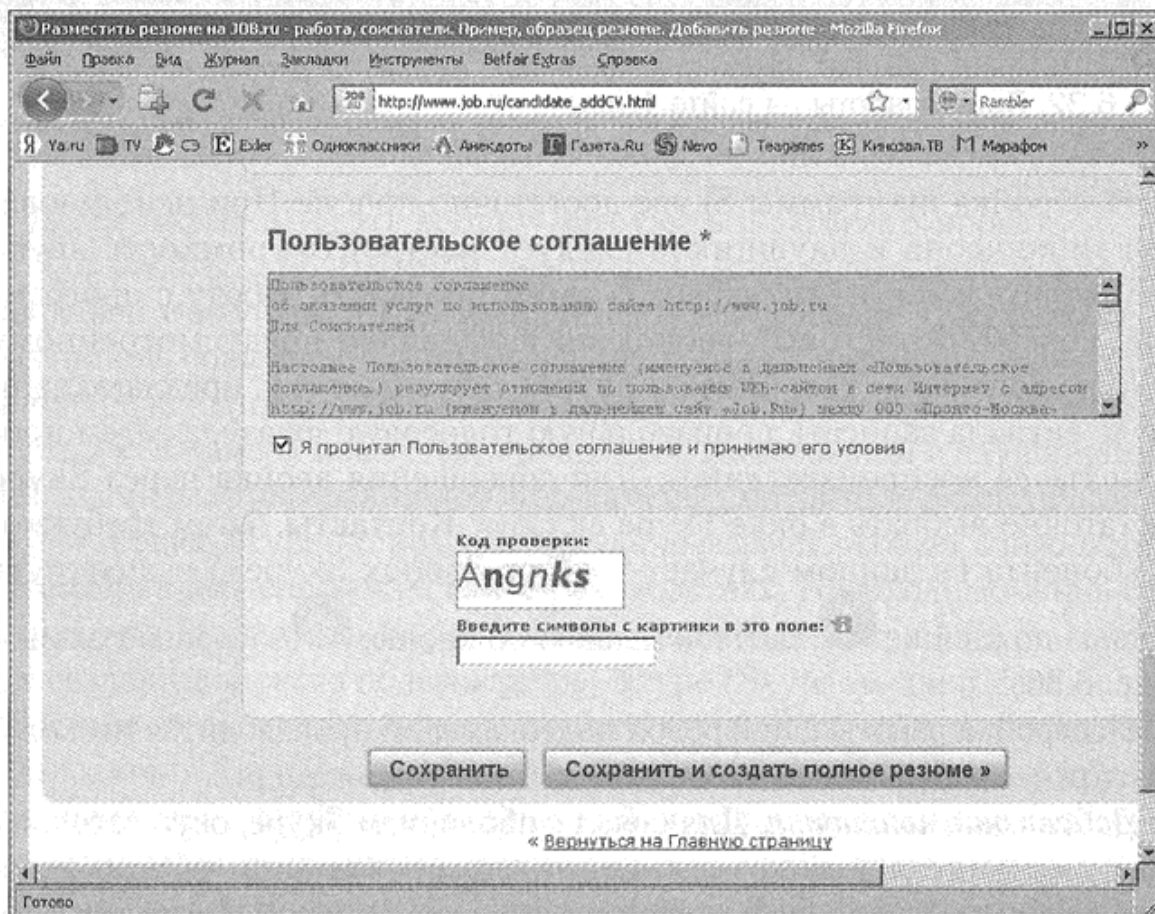 Разместить резюме на JOB.ru - работа, соискатели. Пример, образец резюме. Добавить резюме - Mozilla Firefox
Файл Правка Вид Журнал Закладки Инструменты Betfair Extras Справка
http://www.job.ru/candidate_addCV.html Rambler
Ya.ru TV СЭ Exler Одноклассники Анекдоты Газета.Ru Nevo Teagames Кинозал.ТВ Марафон »
Пользовательское соглашение *
Пользовательское соглашение
об оказании услуг по использованию сайта http://www.job.ru
Для Соискателей
Настоящее Пользовательское соглашение (именуемое в дальнейшем «Пользовательское
соглашение») регулирует отношения по пользованию WEB-сайтом в сети Интернет с адресом
http://www.job.ru (именуемом в дальнейшем сайт «Job.Ru») между ООО «Пронто-Москва»
Я прочитал Пользовательское соглашение и принимаю его условия
Код проверки:
Angnks
Введите символы с картинки в это поле:
Сохранить Сохранить и создать полное резюме »
« Вернуться на Главную страницу
Готово